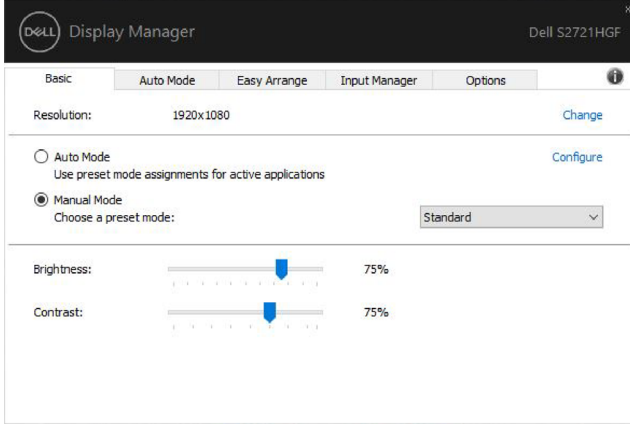 DELL Display Manager Dell S2721HGF
Basic Auto Mode Easy Arrange Input Manager Options
Resolution: 1920x1080 Change
Auto Mode Configure
Use preset mode assignments for active applications
Manual Mode
Choose a preset mode: Standard
Brightness: 75%
Contrast: 75%